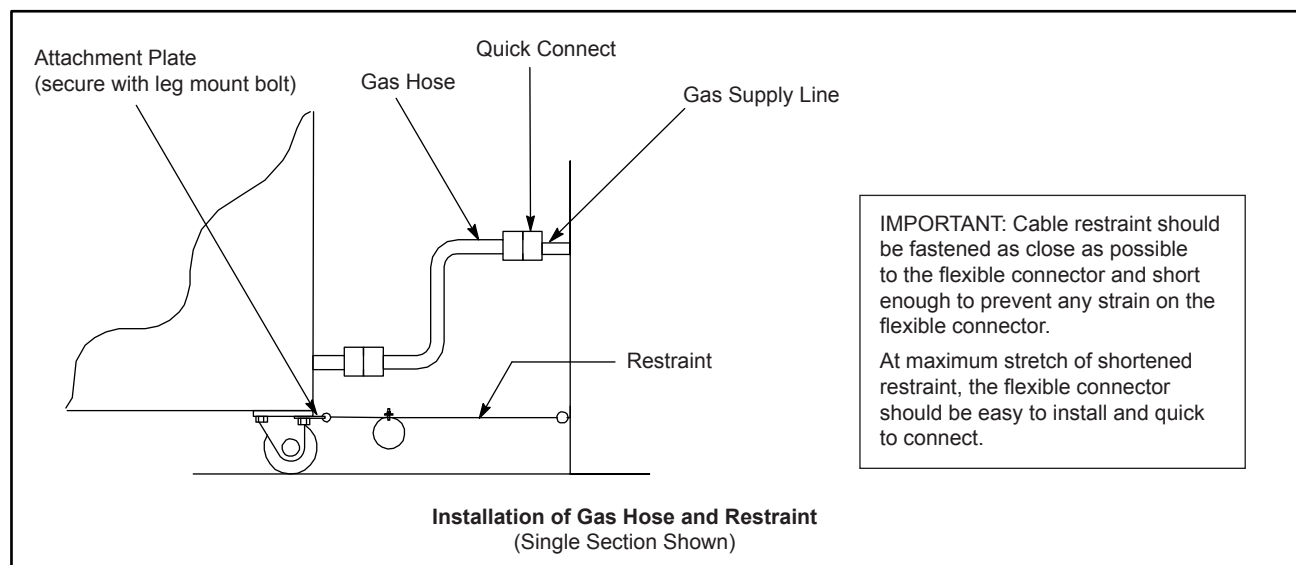 Quick Connect
Attachment Plate
(secure with leg mount bolt)
Gas Hose
Gas Supply Line
IMPORTANT: Cable restraint should
be fastened as close as possible
to the flexible connector and short
enough to prevent any strain on the
flexible connector.
At maximum stretch of shortened
restraint, the flexible connector
should be easy to install and quick
to connect.
Restraint
Installation of Gas Hose and Restraint
(Single Section Shown)